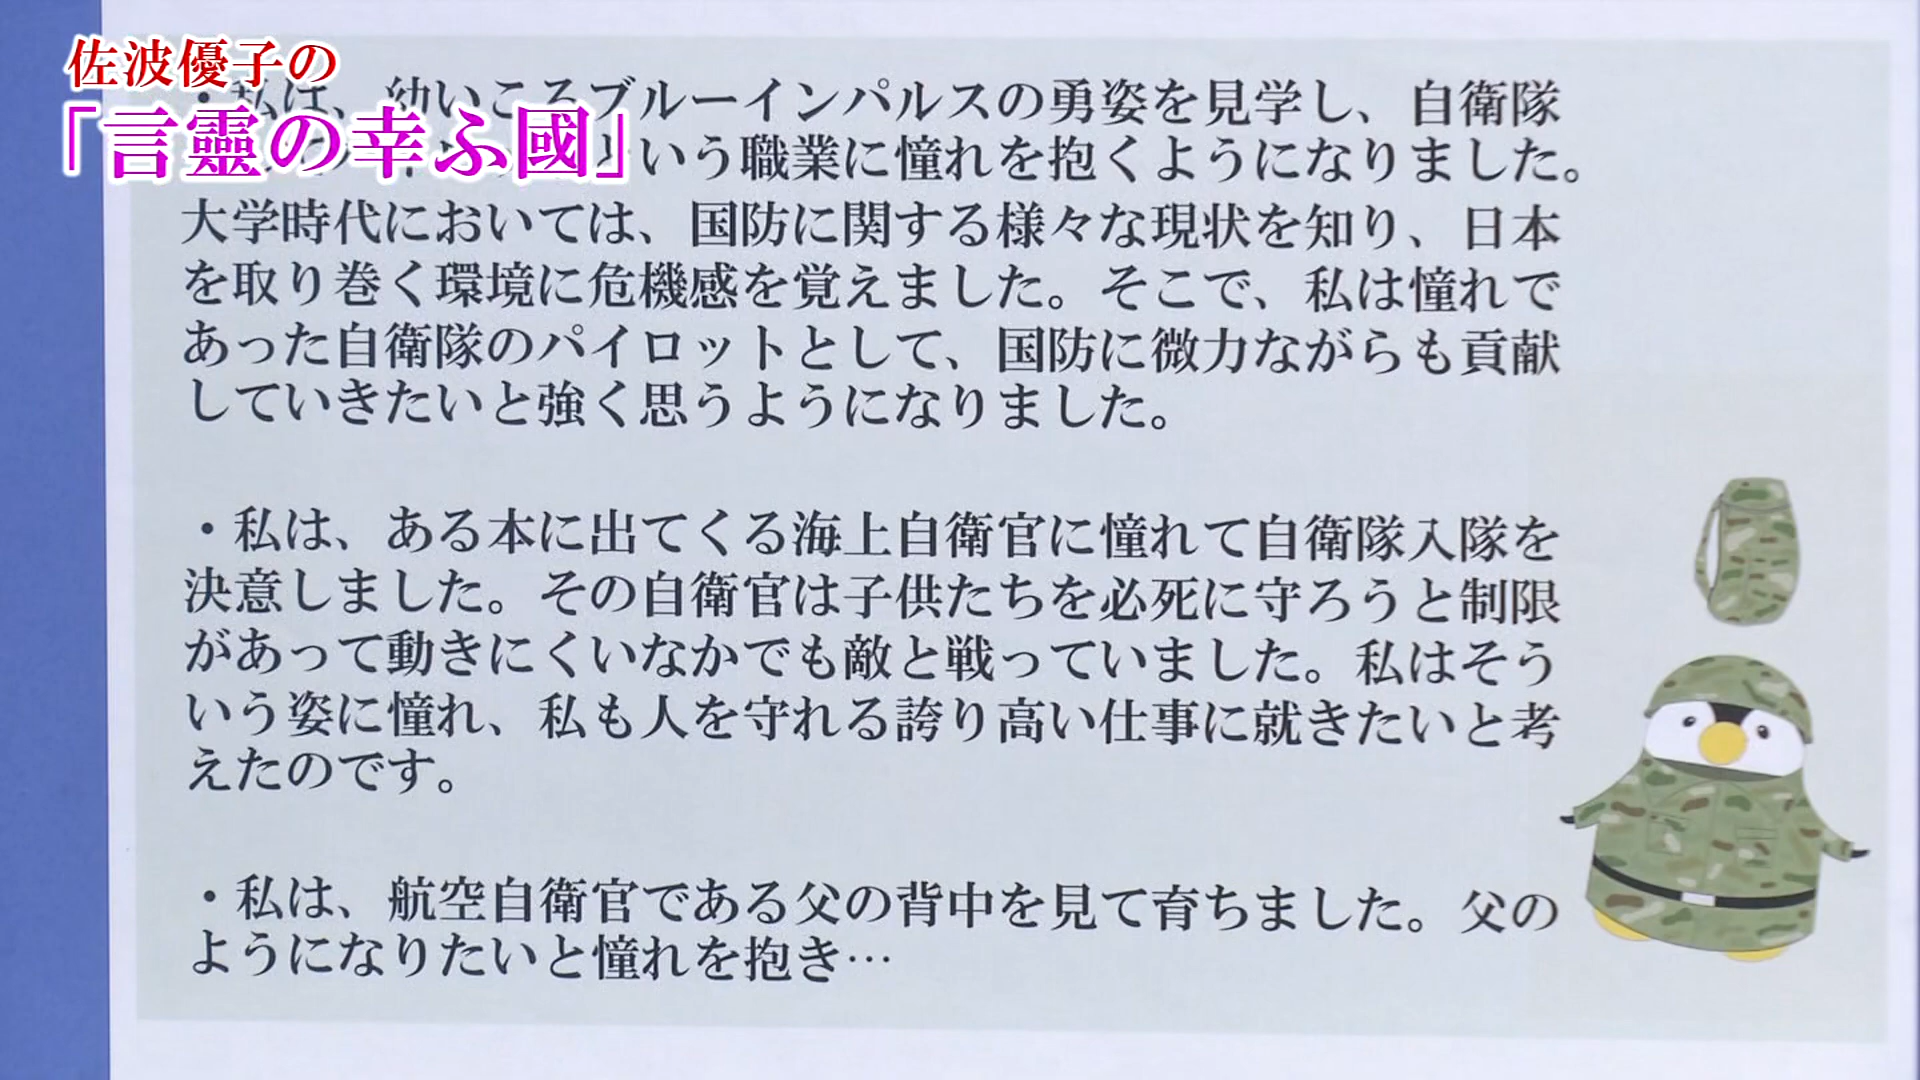 佐波優子の
「言靈の幸ふ國」
・私は、幼いころブルーインパルスの勇姿を見学し、自衛隊
という職業に憧れを抱くようになりました。
大学時代においては、国防に関する様々な現状を知り、日本
を取り巻く環境に危機感を覚えました。そこで、私は憧れで
あった自衛隊のパイロットとして、国防に微力ながらも貢献
していきたいと強く思うようになりました。
・私は、ある本に出てくる海上自衛官に憧れて自衛隊入隊を
決意しました。その自衛官は子供たちを必死に守ろうと制限
があって動きにくいなかでも敵と戦っていました。私はそう
いう姿に憧れ、私も人を守れる誇り高い仕事に就きたいと考
えたのです。
・私は、航空自衛官である父の背中を見て育ちました。父の
ようになりたいと憧れを抱き…